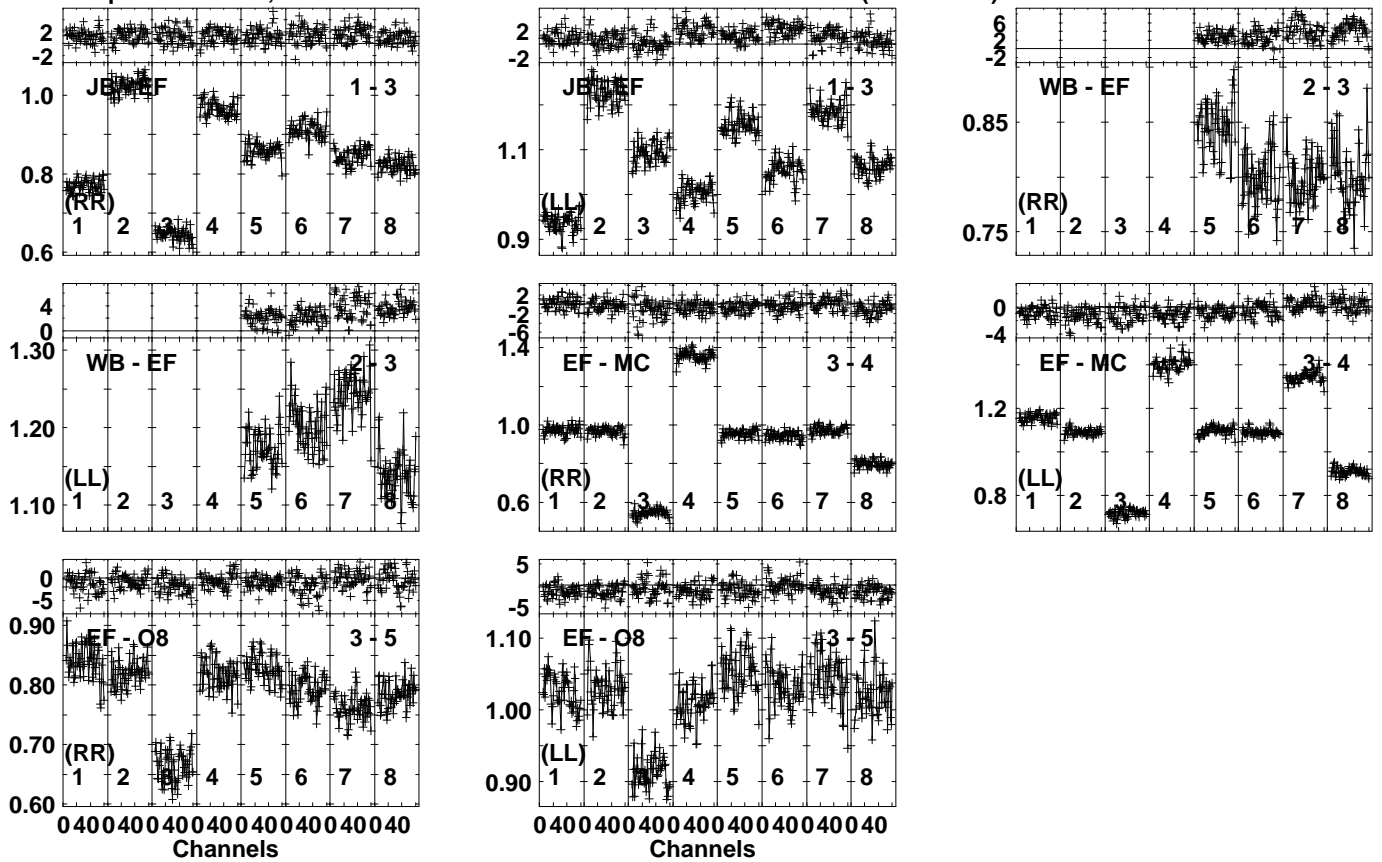 2
-2
JB - EF 1 - 3
1.0
0.8
(RR)
1 2 3 4 5 6 7 8
0.6
2
-2
JB - EF 1 - 3
1.1
(LL)
1 2 3 4 5 6 7 8
0.9
6
2
-2
WB - EF 2 - 3
0.85
(RR)
1 2 3 4 5 6 7 8
0.75
4
0
1.30
WB - EF 2 - 3
1.20
(LL)
1 2 3 4 5 6 7 8
1.10
2
-2
-6
1.4
EF - MC 3 - 4
1.0
(RR)
0.6
1 2 3 4 5 6 7 8
0
-4
EF - MC 3 - 4
1.2
(LL)
0.8
1 2 3 4 5 6 7 8
0
-5
0.90
EF - O8 3 - 5
0.80
0.70
(RR)
1 2 3 4 5 6 7 8
0.60
0 40 0 40 0 40 0 40 0 40 0 40 0 40 0 40
Channels
5
-5
1.10
EF - O8 3 - 5
1.00
(LL)
1 2 3 4 5 6 7 8
0.90
0 40 0 40 0 40 0 40 0 40 0 40 0 40 0 40
Channels